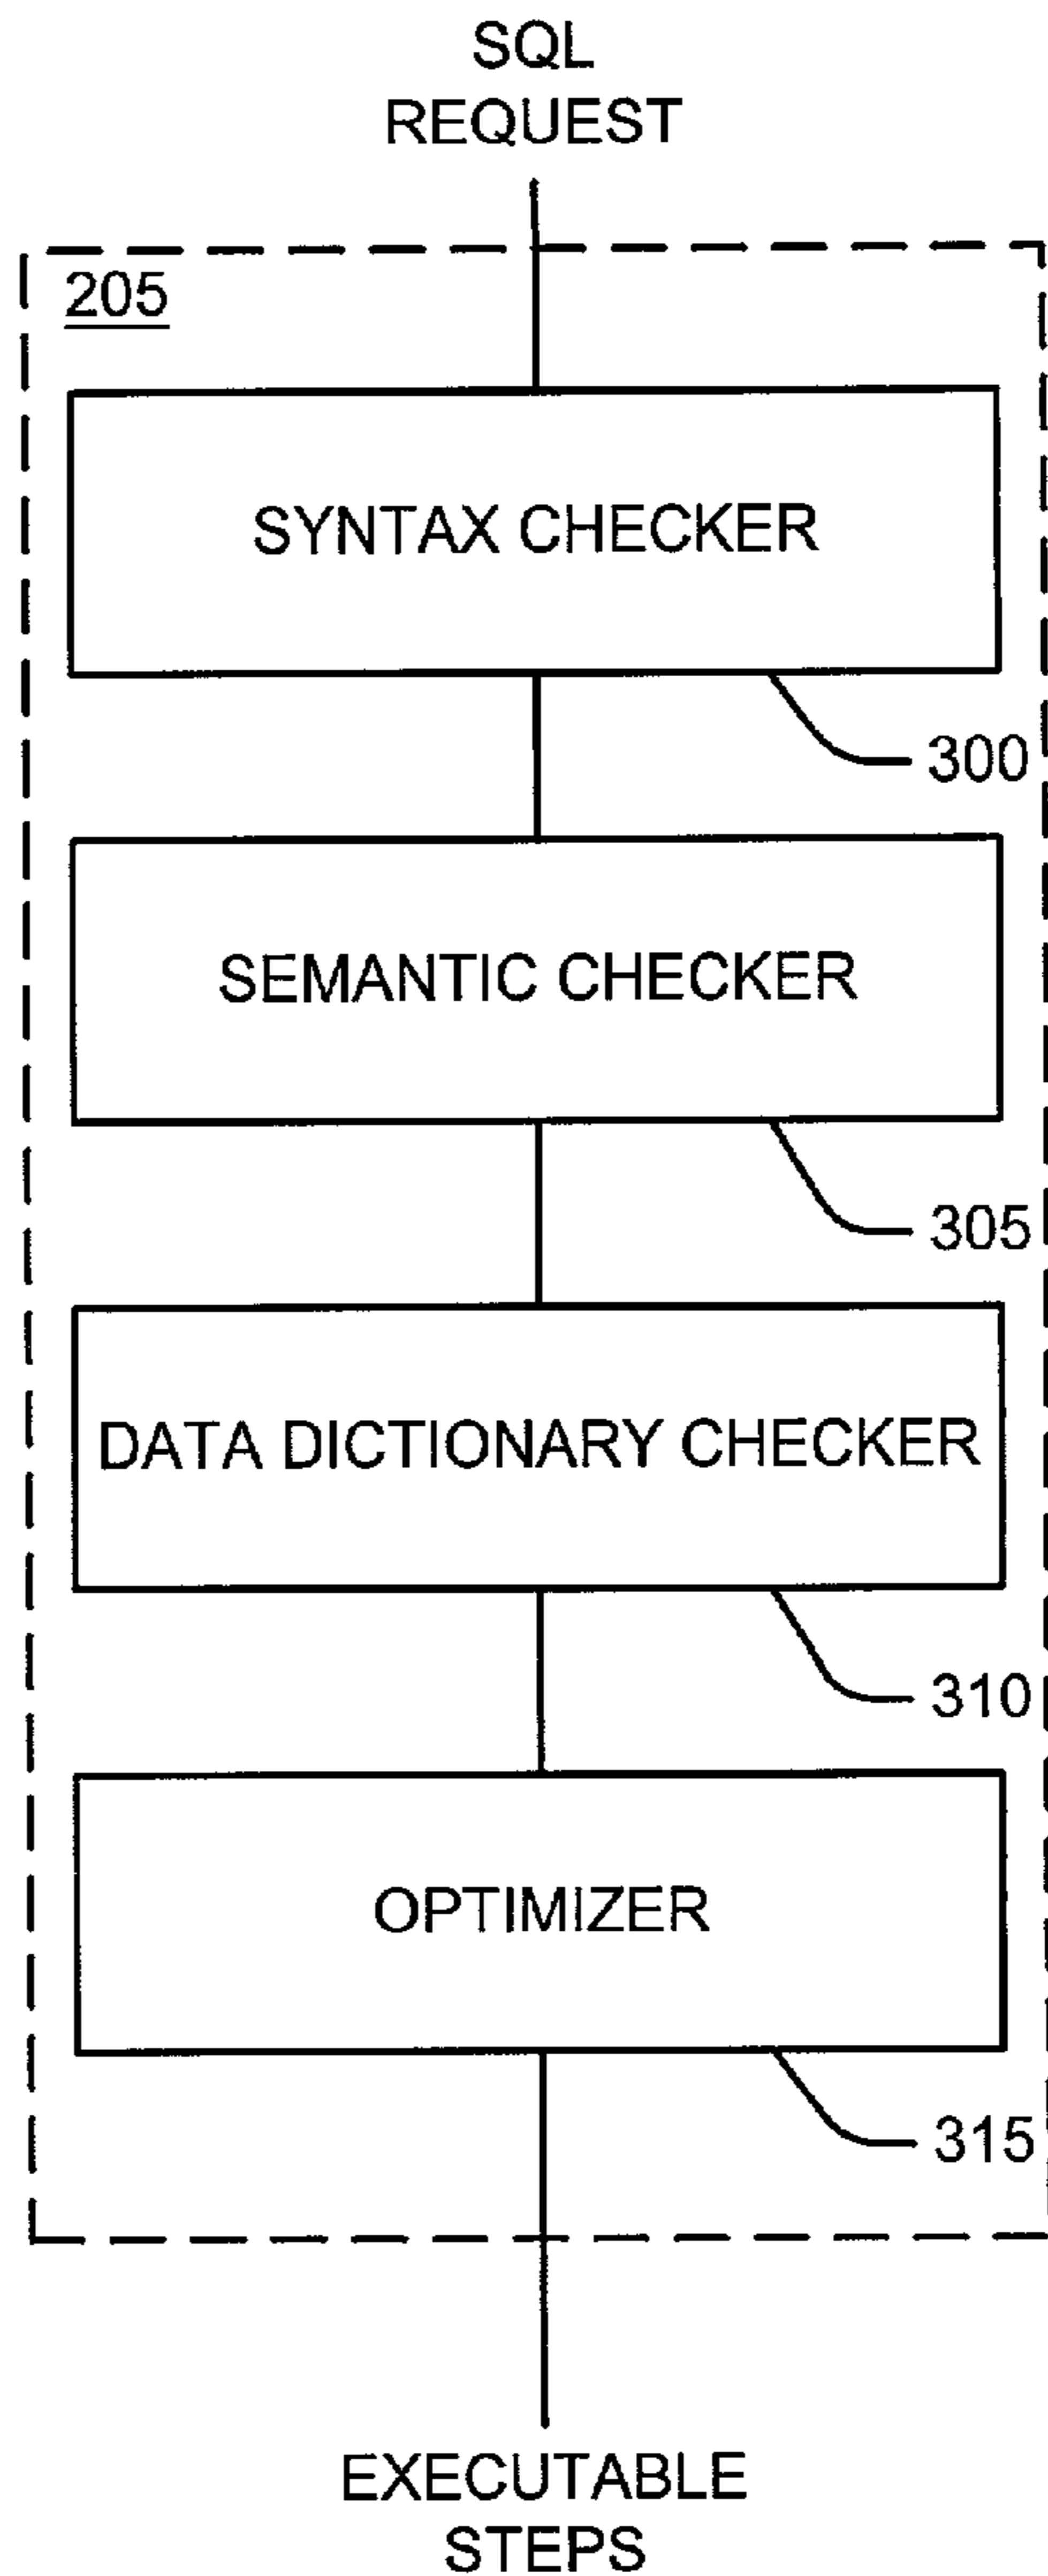 SQL
REQUEST
205
SYNTAX CHECKER
300
SEMANTIC CHECKER
305
DATA DICTIONARY CHECKER
310
OPTIMIZER
315
EXECUTABLE
STEPS